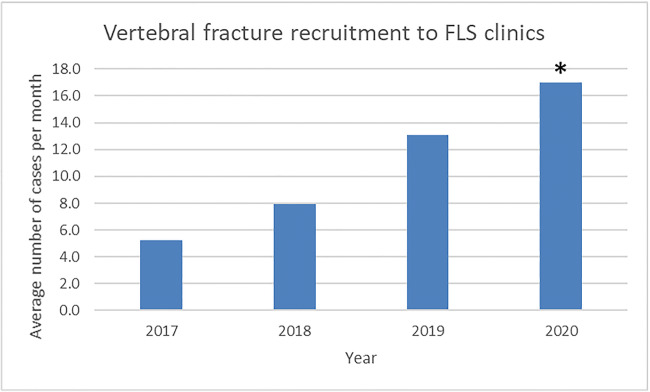 Vertebral fracture recruitment to FLS clinics
Average number of cases per month
18.0
16.0
14.0
12.0
10.0
8.0
6.0
4.0
2.0
0.0
*
2017 2018 2019 2020
Year